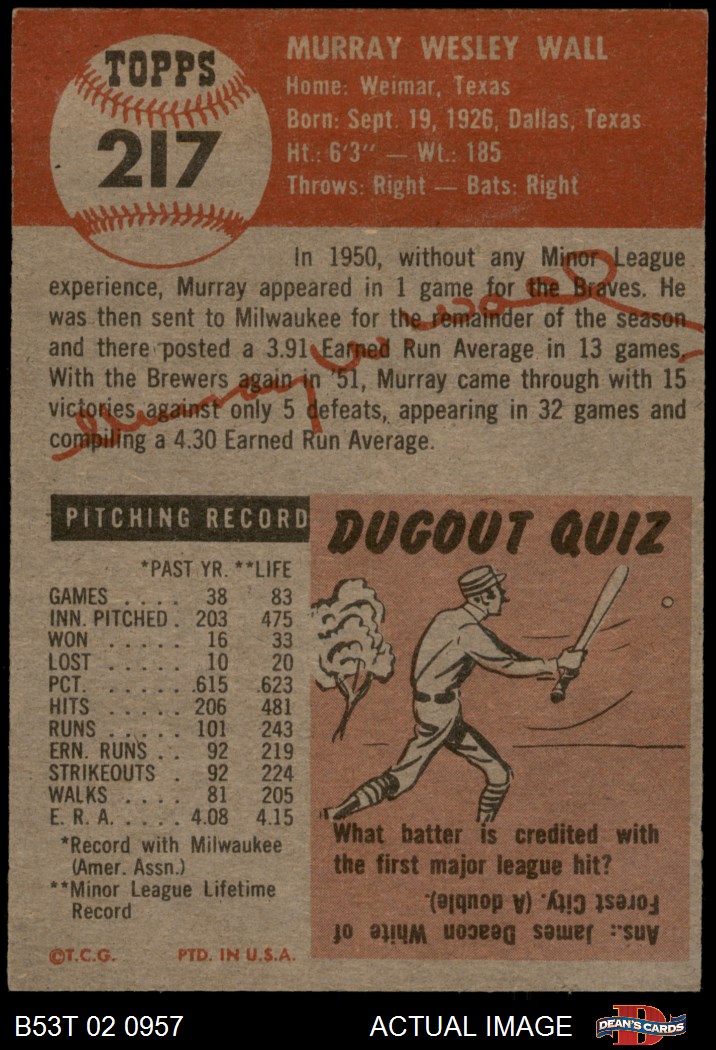 TOPPS
217
MURRAY WESLEY WALL
Home: Weimar, Texas
Born: Sept. 19, 1926, Dallas, Texas
Ht.: 6'3" — Wt.: 185
Throws: Right — Bats: Right
In 1950, without any Minor League
experience, Murray appeared in 1 game for the Braves. He
was then sent to Milwaukee for the remainder of the season
and there posted a 3.91 Earned Run Average in 13 games.
With the Brewers again in '51, Murray came through with 15
victories against only 5 defeats, appearing in 32 games and
compiling a 4.30 Earned Run Average.
Murray W. Wall
PITCHING RECORD
*PAST YR. **LIFE
GAMES . . . . 38 83
INN. PITCHED . 203 475
WON . . . . . 16 33
LOST . . . . . 10 20
PCT. . . . . . .615 .623
HITS . . . . . 206 481
RUNS . . . . . 101 243
ERN. RUNS . . 92 219
STRIKEOUTS . 92 224
WALKS . . . . 81 205
E. R. A. . . . . 4.08 4.15
*Record with Milwaukee
(Amer. Assn.)
**Minor League Lifetime
Record
©T.C.G. PTD. IN U.S.A.
DUGOUT QUIZ
What batter is credited with
the first major league hit?
Ans.: James Deacon White of
Forest City. (A double).
B53T 02 0957
ACTUAL IMAGE
D
DEAN'S CARDS